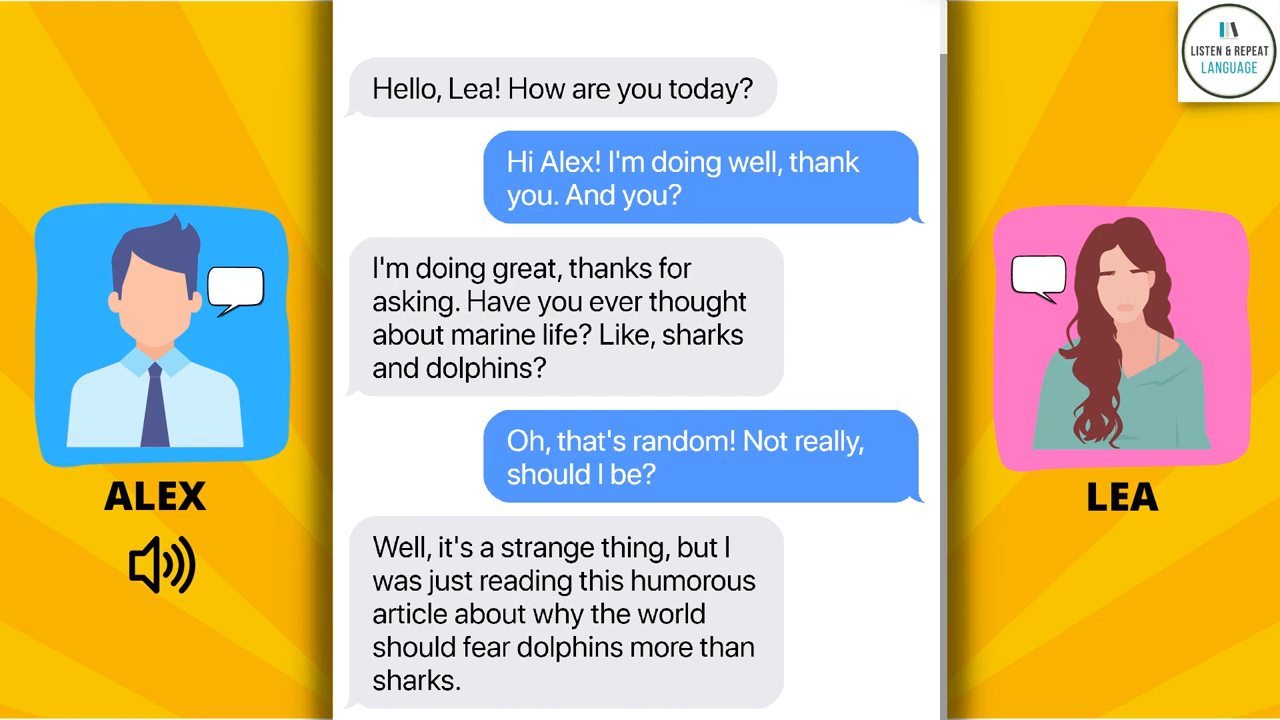 LISTEN & REPEAT
LANGUAGE
Hello, Lea! How are you today?
Hi Alex! I'm doing well, thank
you. And you?
I'm doing great, thanks for
asking. Have you ever thought
about marine life? Like, sharks
and dolphins?
Oh, that's random! Not really,
should I be?
Well, it's a strange thing, but I
was just reading this humorous
article about why the world
should fear dolphins more than
sharks.
ALEX
LEA